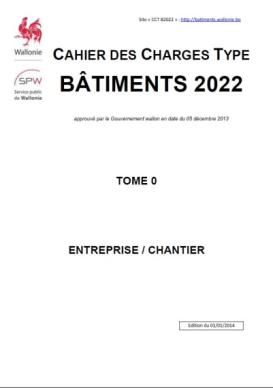 Site « CCT B2022 » : http://batiments.wallonie.be
Wallonie
CAHIER DES CHARGES TYPE
BÂTIMENTS 2022
SPW
Service public
de Wallonie
approuvé par le Gouvernement wallon en date du 05 décembre 2013
TOME 0
ENTREPRISE / CHANTIER
Edition du 01/01/2014